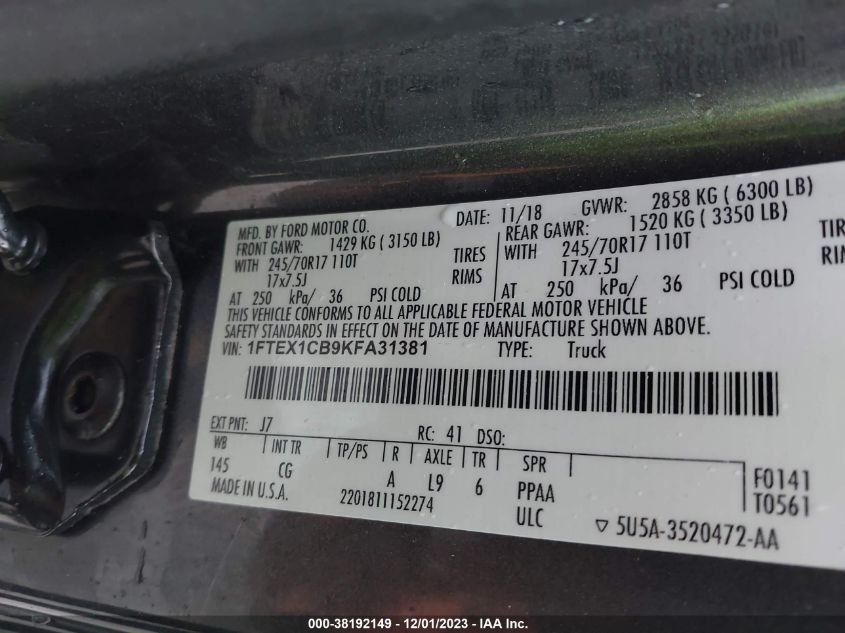 MFD. BY FORD MOTOR CO. DATE: 11/18 GVWR: 2858 KG ( 6300 LB)
FRONT GAWR: 1429 KG ( 3150 LB) REAR GAWR: 1520 KG ( 3350 LB)
WITH 245/70R17 110T TIRES WITH 245/70R17 110T
17x7.5J RIMS 17x7.5J
AT 250 kPa/ 36 PSI COLD AT 250 kPa/ 36 PSI COLD
THIS VEHICLE CONFORMS TO ALL APPLICABLE FEDERAL MOTOR VEHICLE
SAFETY STANDARDS IN EFFECT ON THE DATE OF MANUFACTURE SHOWN ABOVE.
VIN: 1FTEX1CB9KFA31381 TYPE: Truck
EXT PNT: J7 RC: 41 DSO:
WB INT TR TP/PS R AXLE TR SPR
145 CG A L9 6 PPAA F0141
MADE IN U.S.A. 2201811152274 ULC T0561
▽ 5U5A-3520472-AA
000-38192149 - 12/01/2023 - IAA Inc.